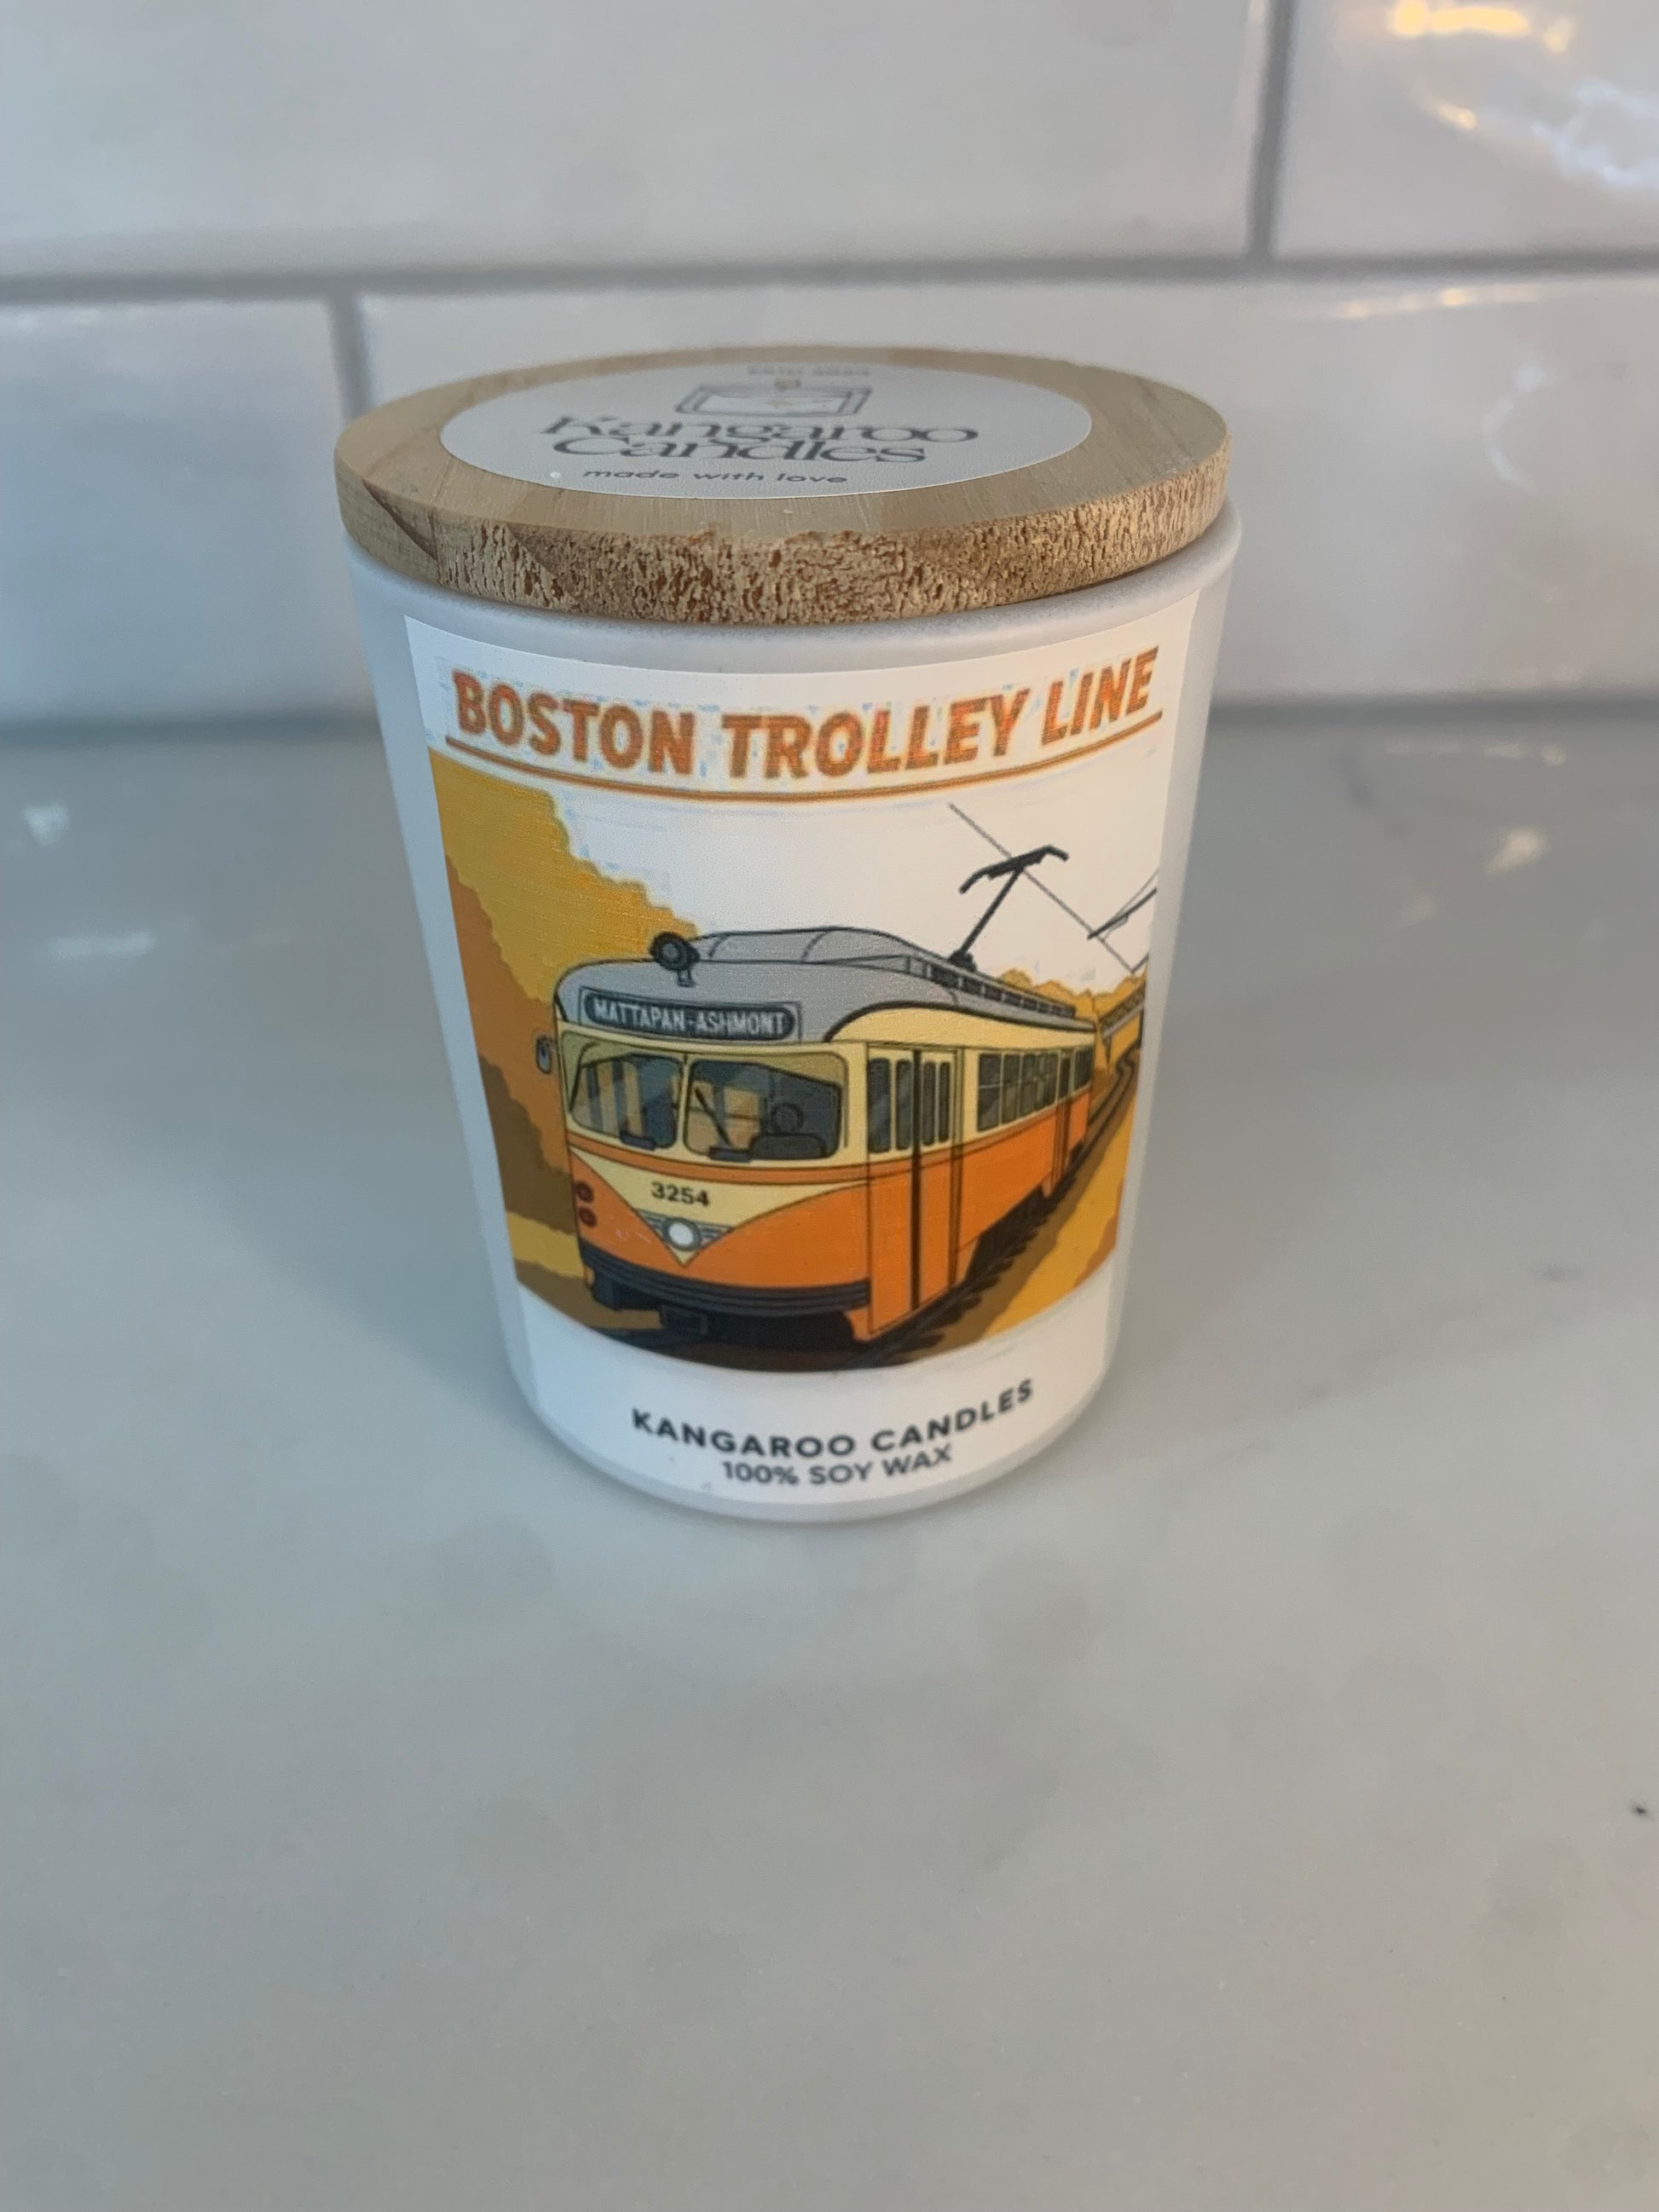 Kangaroo
Candles
made with love
BOSTON TROLLEY LINE
MATTAPAN-ASHMONT
3254
KANGAROO CANDLES
100% SOY WAX